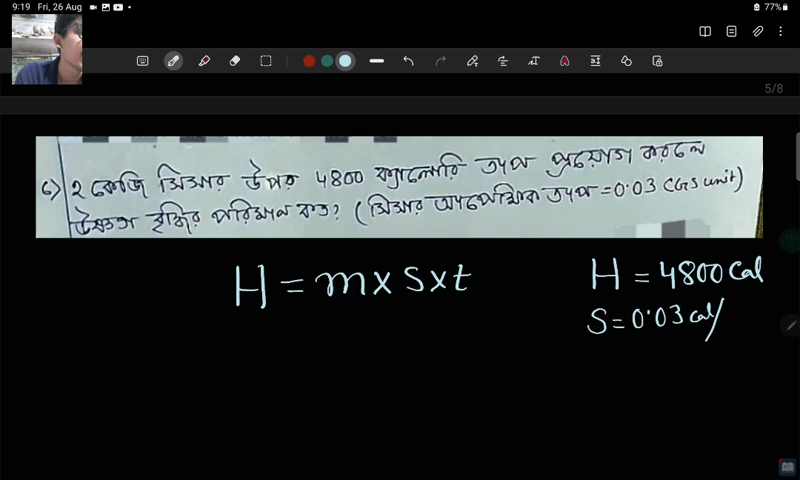 9:19 Fri, 26 Aug
77%
5/8
৬) 2 কেজি সিসার উপর 4800 ক্যালোরি তাপ প্রয়োগ করলে
উষ্ণতা বৃদ্ধির পরিমান কত? (সিসার আপেক্ষিক তাপ = 0.03 CGS unit)
H = m x s x t
H = 4800 Cal
S = 0.03 cal/